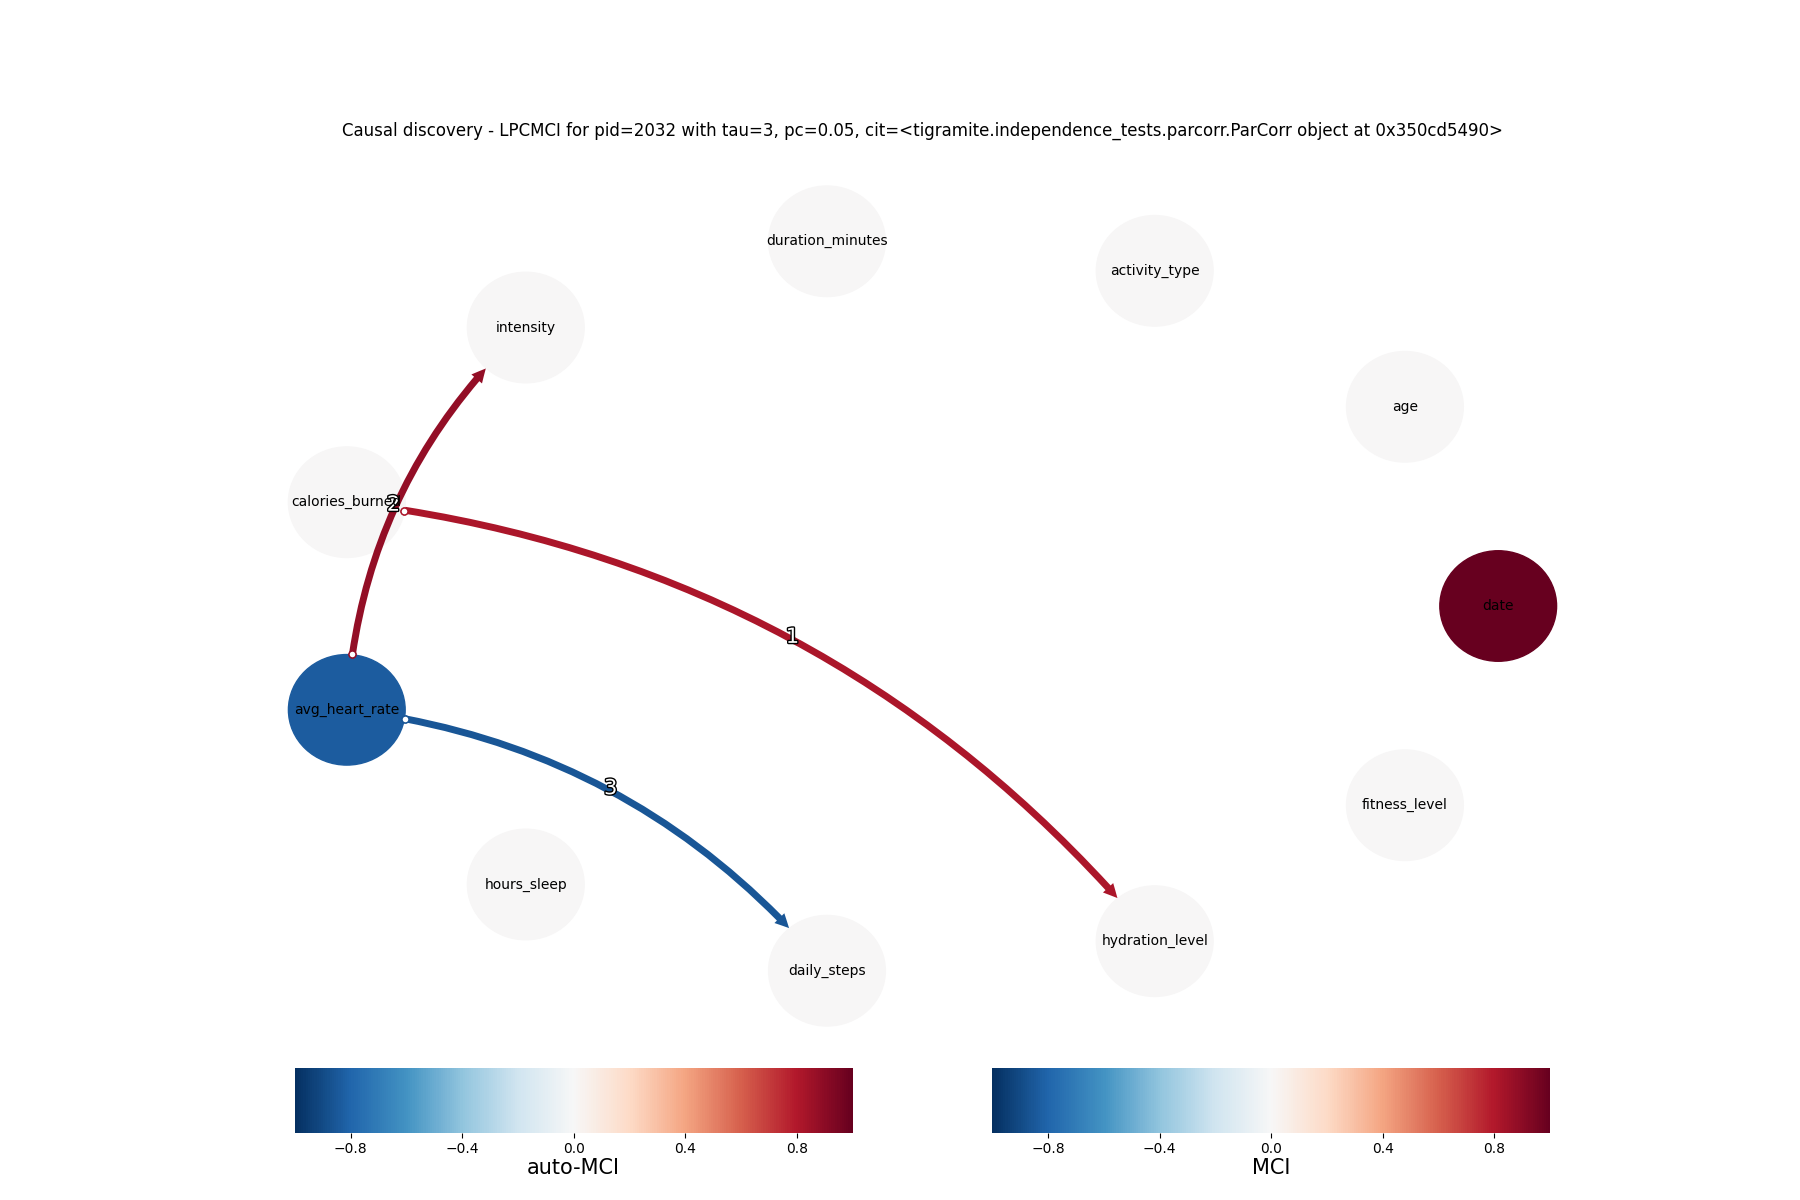 Causal discovery - LPCMCI for pid=2032 with tau=3, pc=0.05, cit=<tigramite.independence_tests.parcorr.ParCorr object at 0x350cd5490>
duration_minutes
activity_type
intensity
age
calories_burned
2
date
1
avg_heart_rate
3
fitness_level
hours_sleep
hydration_level
daily_steps
−0.8 −0.4 0.0 0.4 0.8
auto-MCI
−0.8 −0.4 0.0 0.4 0.8
MCI